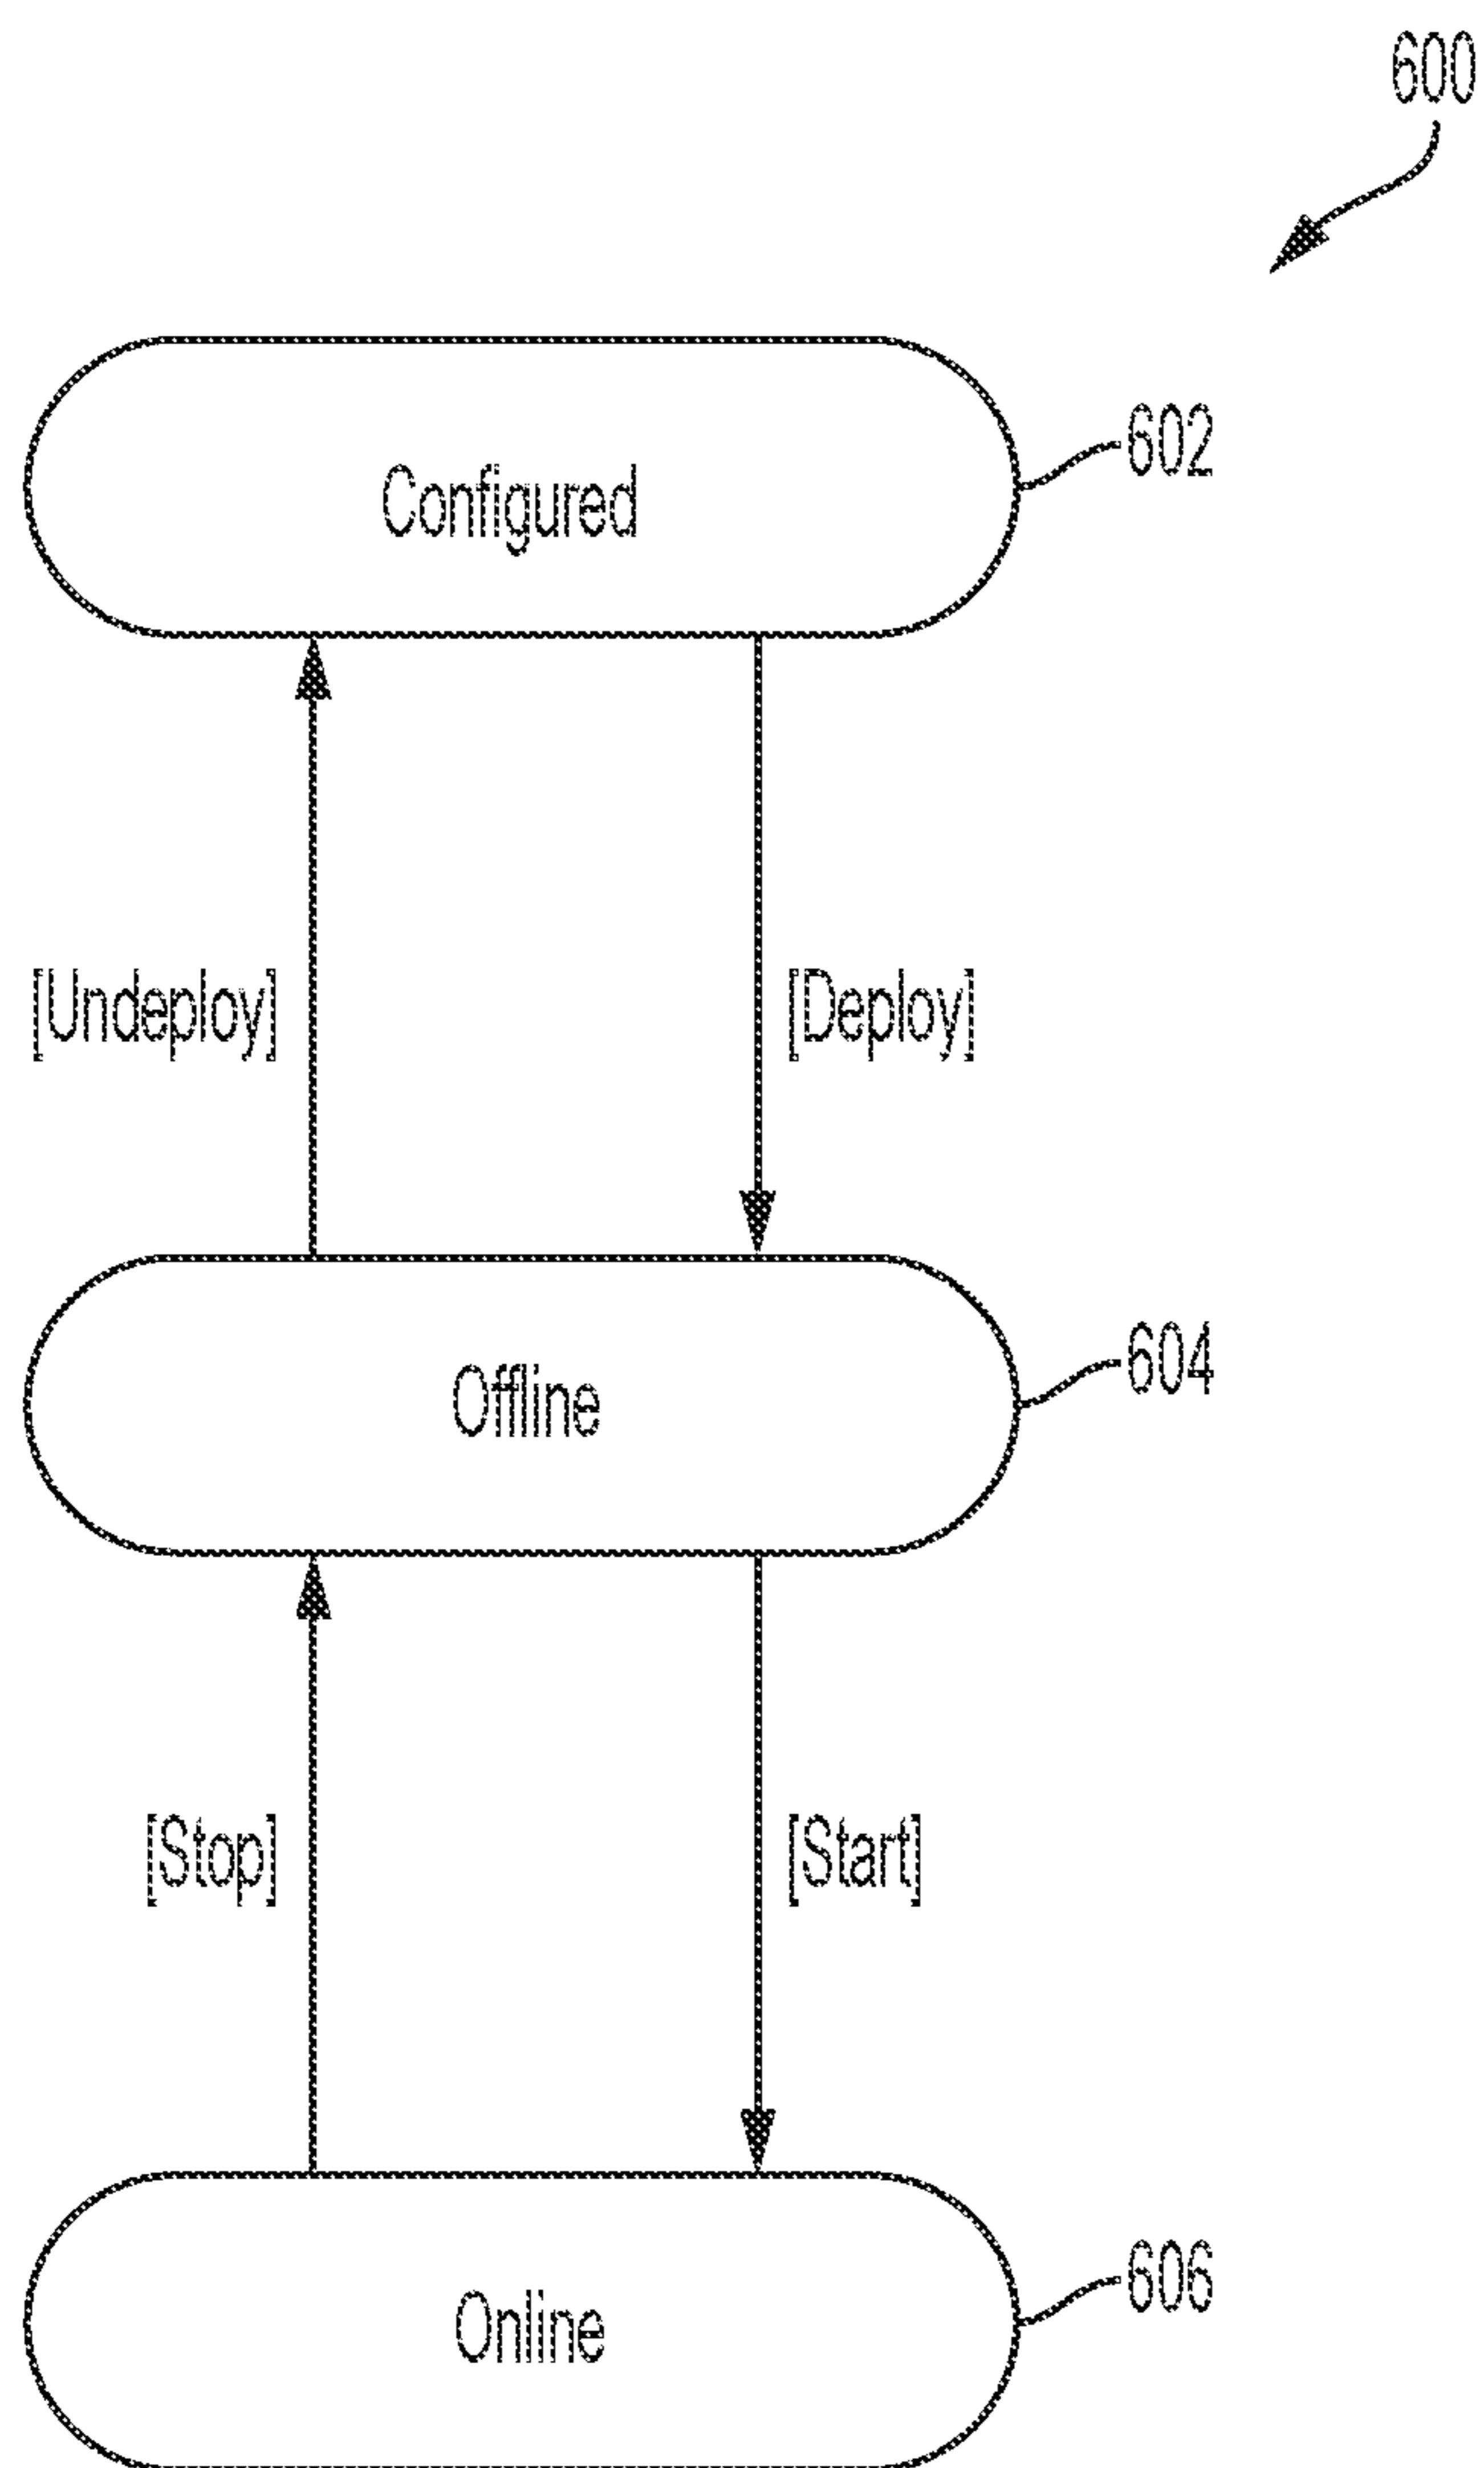 600
Configured
602
[Undeploy]
[Deploy]
Offline
604
[Stop]
[Start]
Online
606